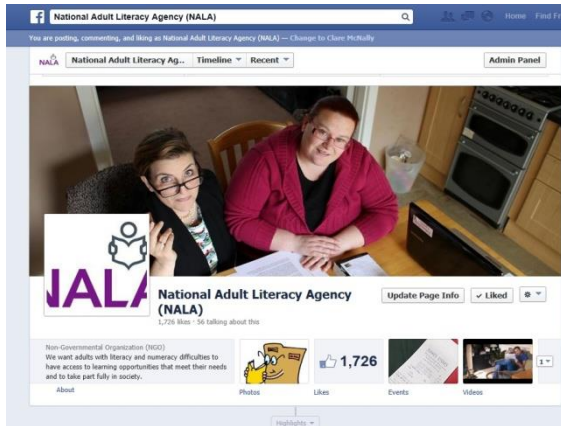 National Adult Literacy Agency (NALA)
Home Find Fr
You are posting, commenting, and liking as National Adult Literacy Agency (NALA) — Change to Clare McNally
NALA National Adult Literacy Ag.. Timeline Recent Admin Panel
NALA
National Adult Literacy Agency
(NALA)
1,726 likes · 56 talking about this
Update Page Info ✓ Liked
Non-Governmental Organization (NGO)
We want adults with literacy and numeracy difficulties to
have access to learning opportunities that meet their needs
and to take part fully in society.
About
1,726
1
Photos Likes Events Videos
Highlights